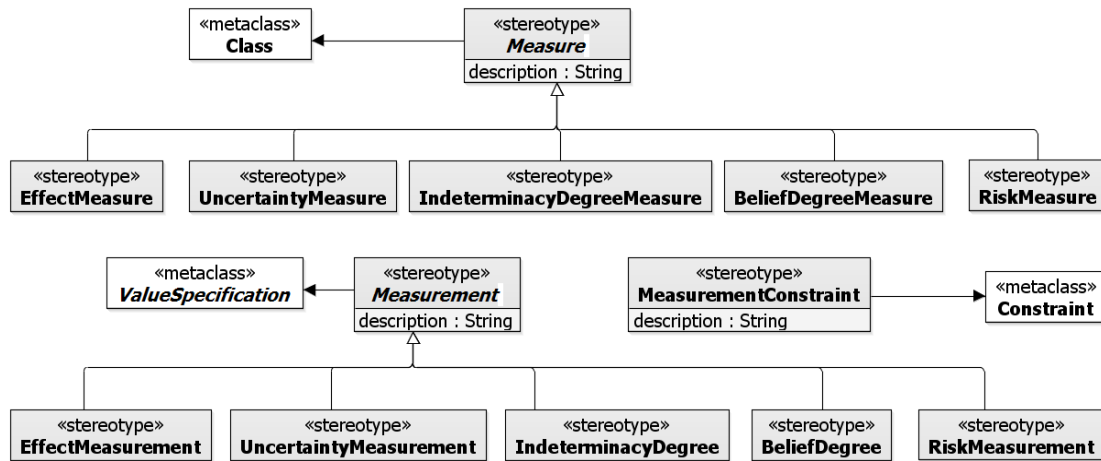 «metaclass»
Class
«stereotype»
Measure
description : String
«stereotype»
EffectMeasure
«stereotype»
UncertaintyMeasure
«stereotype»
IndeterminacyDegreeMeasure
«stereotype»
BeliefDegreeMeasure
«stereotype»
RiskMeasure
«metaclass»
ValueSpecification
«stereotype»
Measurement
description : String
«stereotype»
MeasurementConstraint
description : String
«metaclass»
Constraint
«stereotype»
EffectMeasurement
«stereotype»
UncertaintyMeasurement
«stereotype»
IndeterminacyDegree
«stereotype»
BeliefDegree
«stereotype»
RiskMeasurement